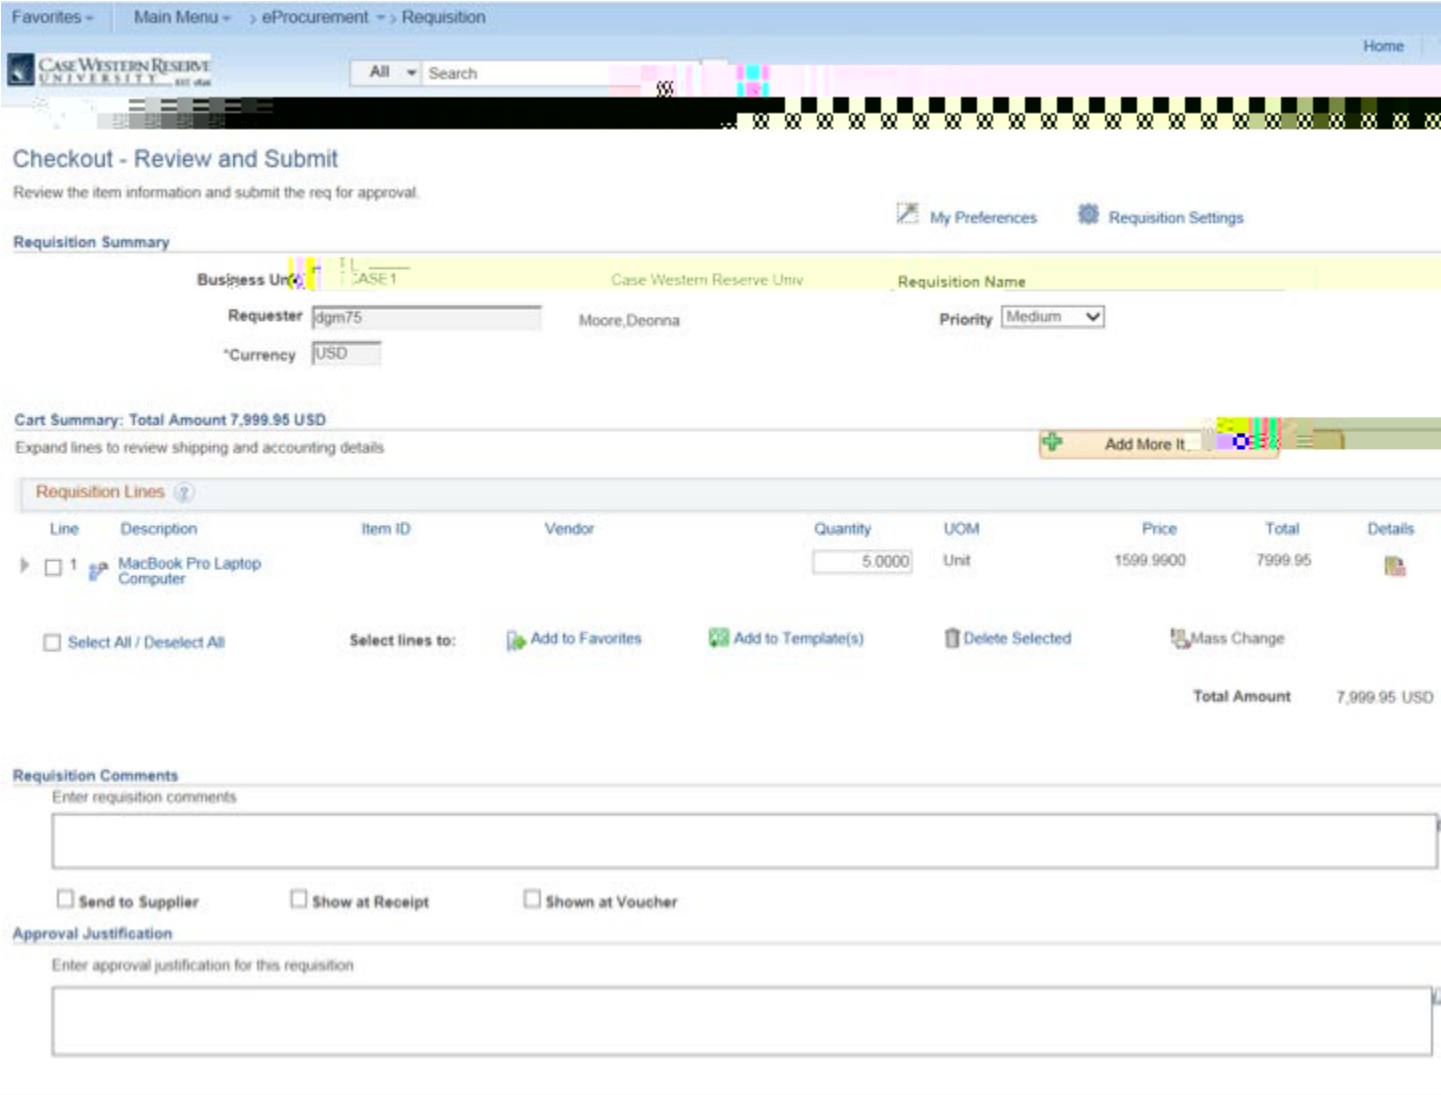 Favorites Main Menu > eProcurement > Requisition
Home
CASE WESTERN RESERVE
UNIVERSITY EST 1826
All Search
Checkout - Review and Submit
Review the item information and submit the req for approval.
My Preferences Requisition Settings
Requisition Summary
Business ASE1 Case Western Reserve Univ Requisition Name
Requester dgm75 Moore,Deonna Priority Medium
*Currency USD
Cart Summary: Total Amount 7,999.95 USD
Expand lines to review shipping and accounting details
Add More
Requisition Lines ?
Line Description Item ID Vendor Quantity UOM Price Total Details
1 MacBook Pro Laptop 5.0000 Unit 1599.9900 7999.95
Computer
Select All / Deselect All Select lines to: Add to Favorites Add to Template(s) Delete Selected Mass Change
Total Amount 7,999.95 USD
Requisition Comments
Enter requisition comments
Send to Supplier Show at Receipt Shown at Voucher
Approval Justification
Enter approval justification for this requisition